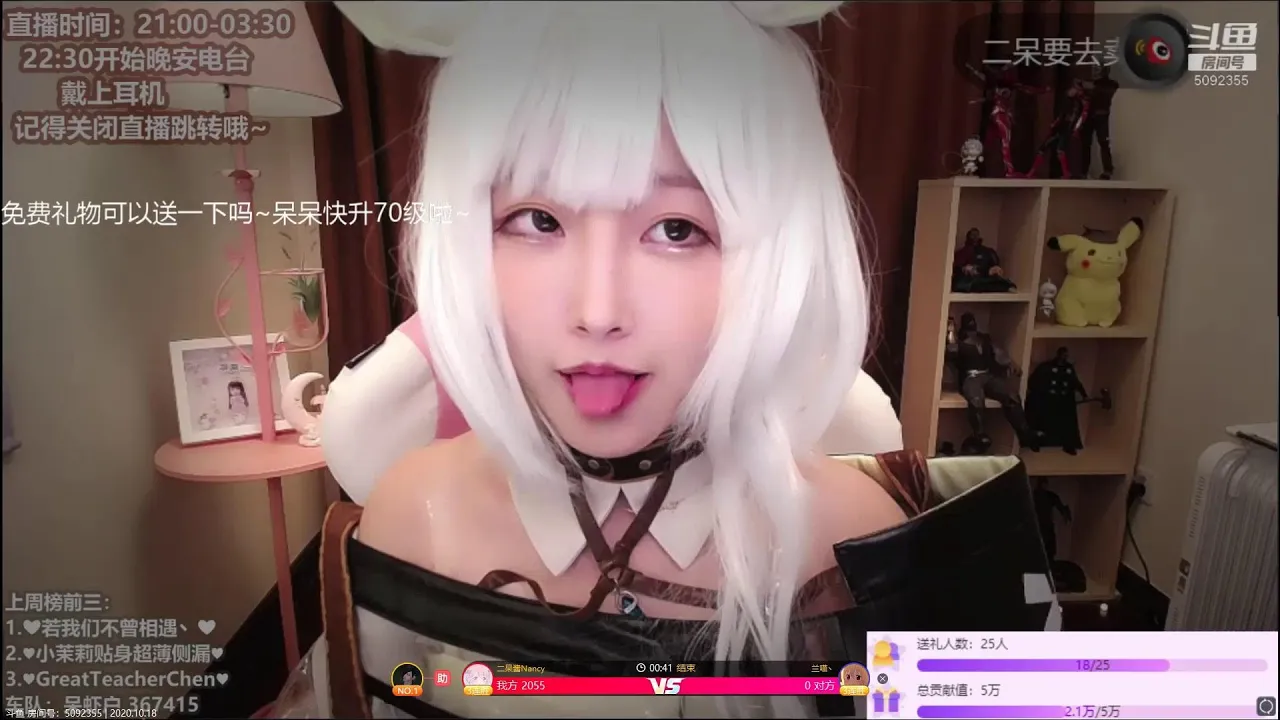 直播时间：21:00-03:30
22:30开始晚安电台
戴上耳机
记得关闭直播跳转哦~
二呆要去
斗鱼
房间号
5092355
免费礼物可以送一下吗~呆呆快升70级啦~
上周榜前三：
1.♥若我们不曾相遇丶 ♥
2.♥小茉莉贴身超薄侧漏♥
3.♥GreatTeacherChen♥
车队：吴虾户 367415
斗鱼 房间号：5092355 | 2020.10.18
NO.1
助
二呆酱Nancy
我方 2055
00:41 结束
VS
0 对方
送礼人数：25人
18/25
总贡献值：5万
2.1万/5万